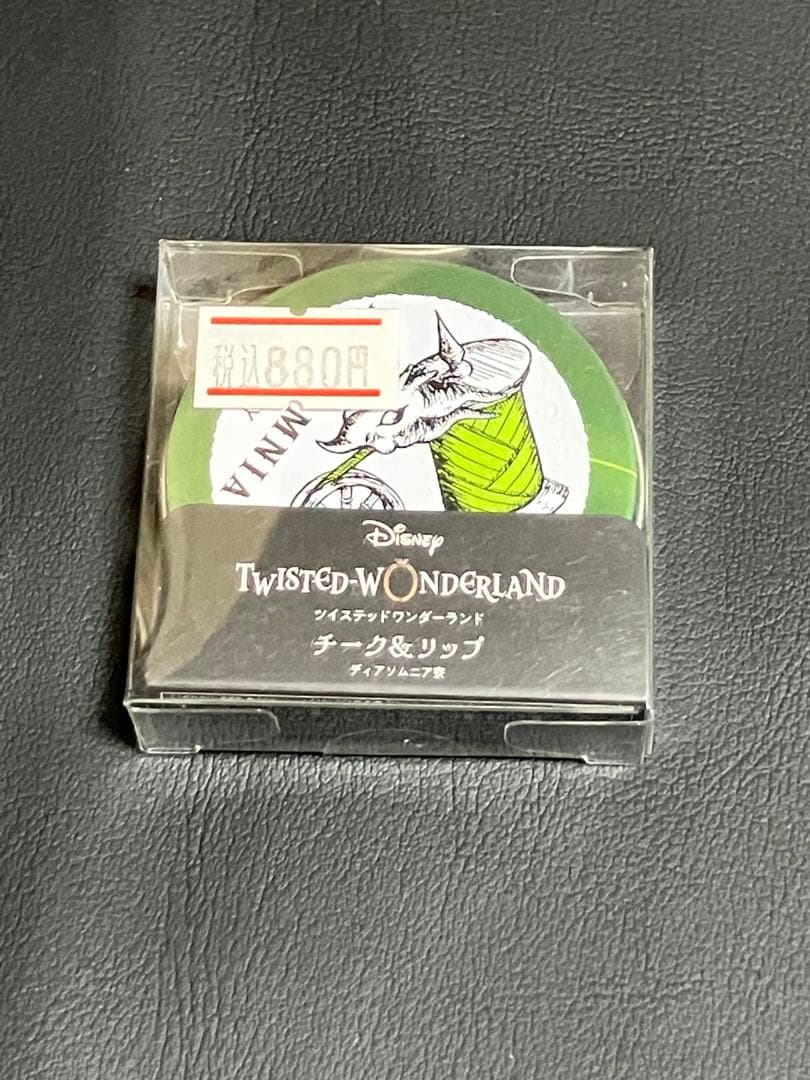 税込880円
MNIA
Disney
TWISTED-WONDERLAND
ツイステッドワンダーランド
チーク&リップ
ディアソムニア寮